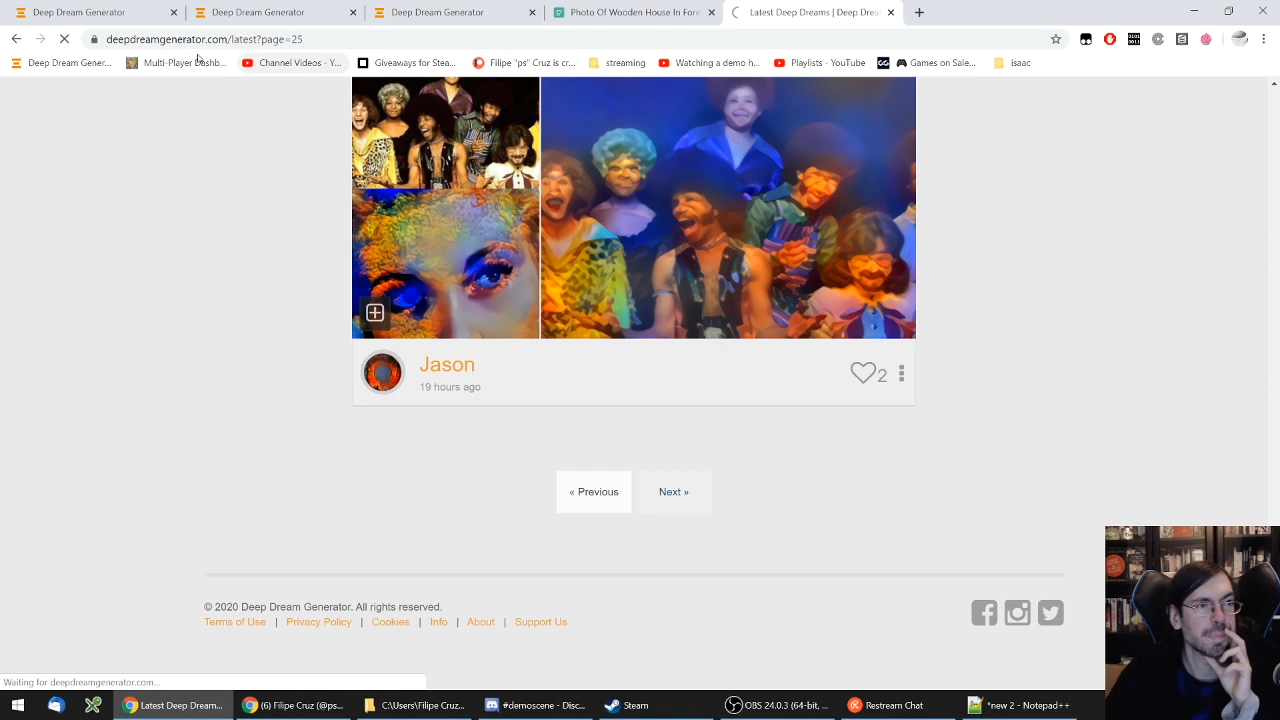 Deep Dream Generator
Deep Dream Generator
Deep Dream Generator
Photo Of Wooden House In Fore
Latest Deep Dreams | Deep Drea
deepdreamgenerator.com/latest?page=25
Deep Dream Gener...
Multi-Player Dashb...
Channel Videos - Y...
Giveaways for Stea...
Filipe "ps" Cruz is cr...
streaming
Watching a demo h...
Playlists - YouTube
Games on Sale...
isaac
Jason
19 hours ago
2
« Previous
Next »
© 2020 Deep Dream Generator. All rights reserved.
Terms of Use | Privacy Policy | Cookies | Info | About | Support Us
Waiting for deepdreamgenerator.com...
Latest Deep Dream...
(6) Filipe Cruz (@ps...
C:\Users\Filipe Cruz...
#demoscene - Disc...
Steam
OBS 24.0.3 (64-bit, ...
Restream Chat
*new 2 - Notepad++